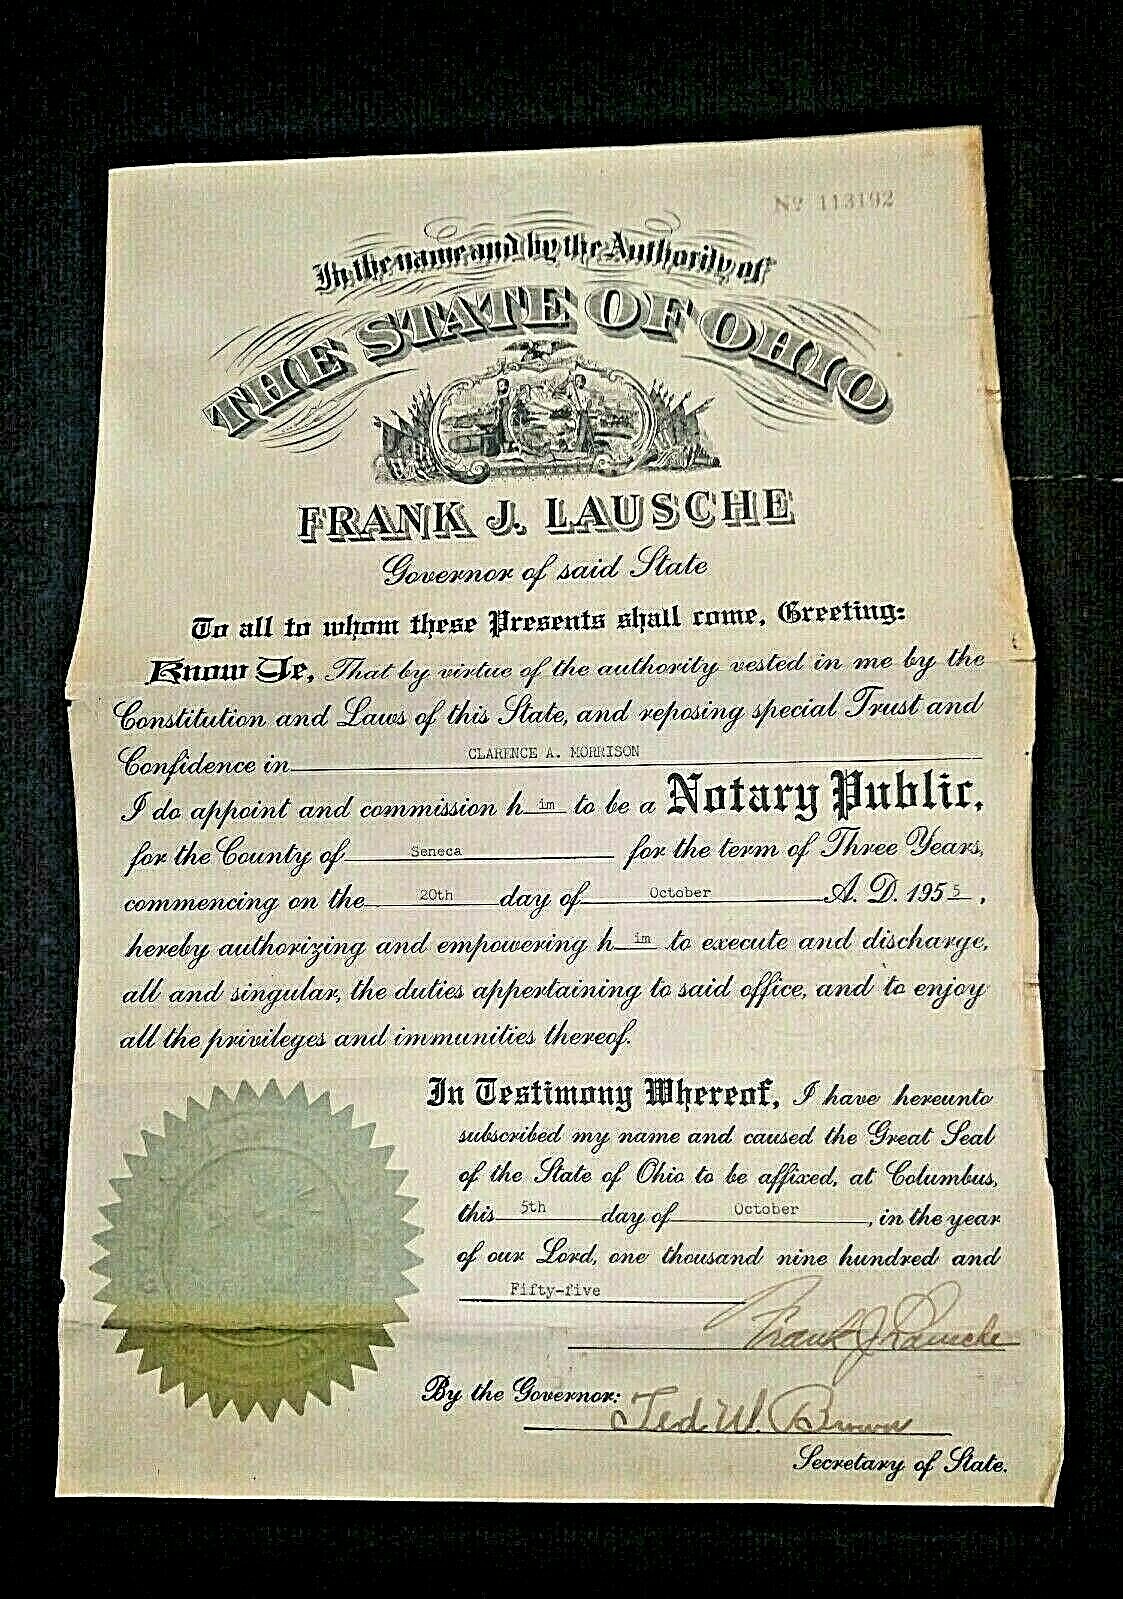 Nº 113192
In the name and by the Authority of
THE STATE OF OHIO
FRANK J. LAUSCHE
Governor of said State
To all to whom these Presents shall come, Greeting:
Know Ye, That by virtue of the authority vested in me by the
Constitution and Laws of this State, and reposing special Trust and
Confidence in CLARENCE A. MORRISON
I do appoint and commission h im to be a Notary Public,
for the County of Seneca for the term of Three Years,
commencing on the 20th day of October A. D. 195 5,
hereby authorizing and empowering h im to execute and discharge,
all and singular, the duties appertaining to said office, and to enjoy
all the privileges and immunities thereof.
In Testimony Whereof, I have hereunto
subscribed my name and caused the Great Seal
of the State of Ohio to be affixed, at Columbus,
this 5th day of October, in the year
of our Lord, one thousand nine hundred and
Fifty-five
Frank J. Lausche
By the Governor:
Ted W. Brown
Secretary of State.